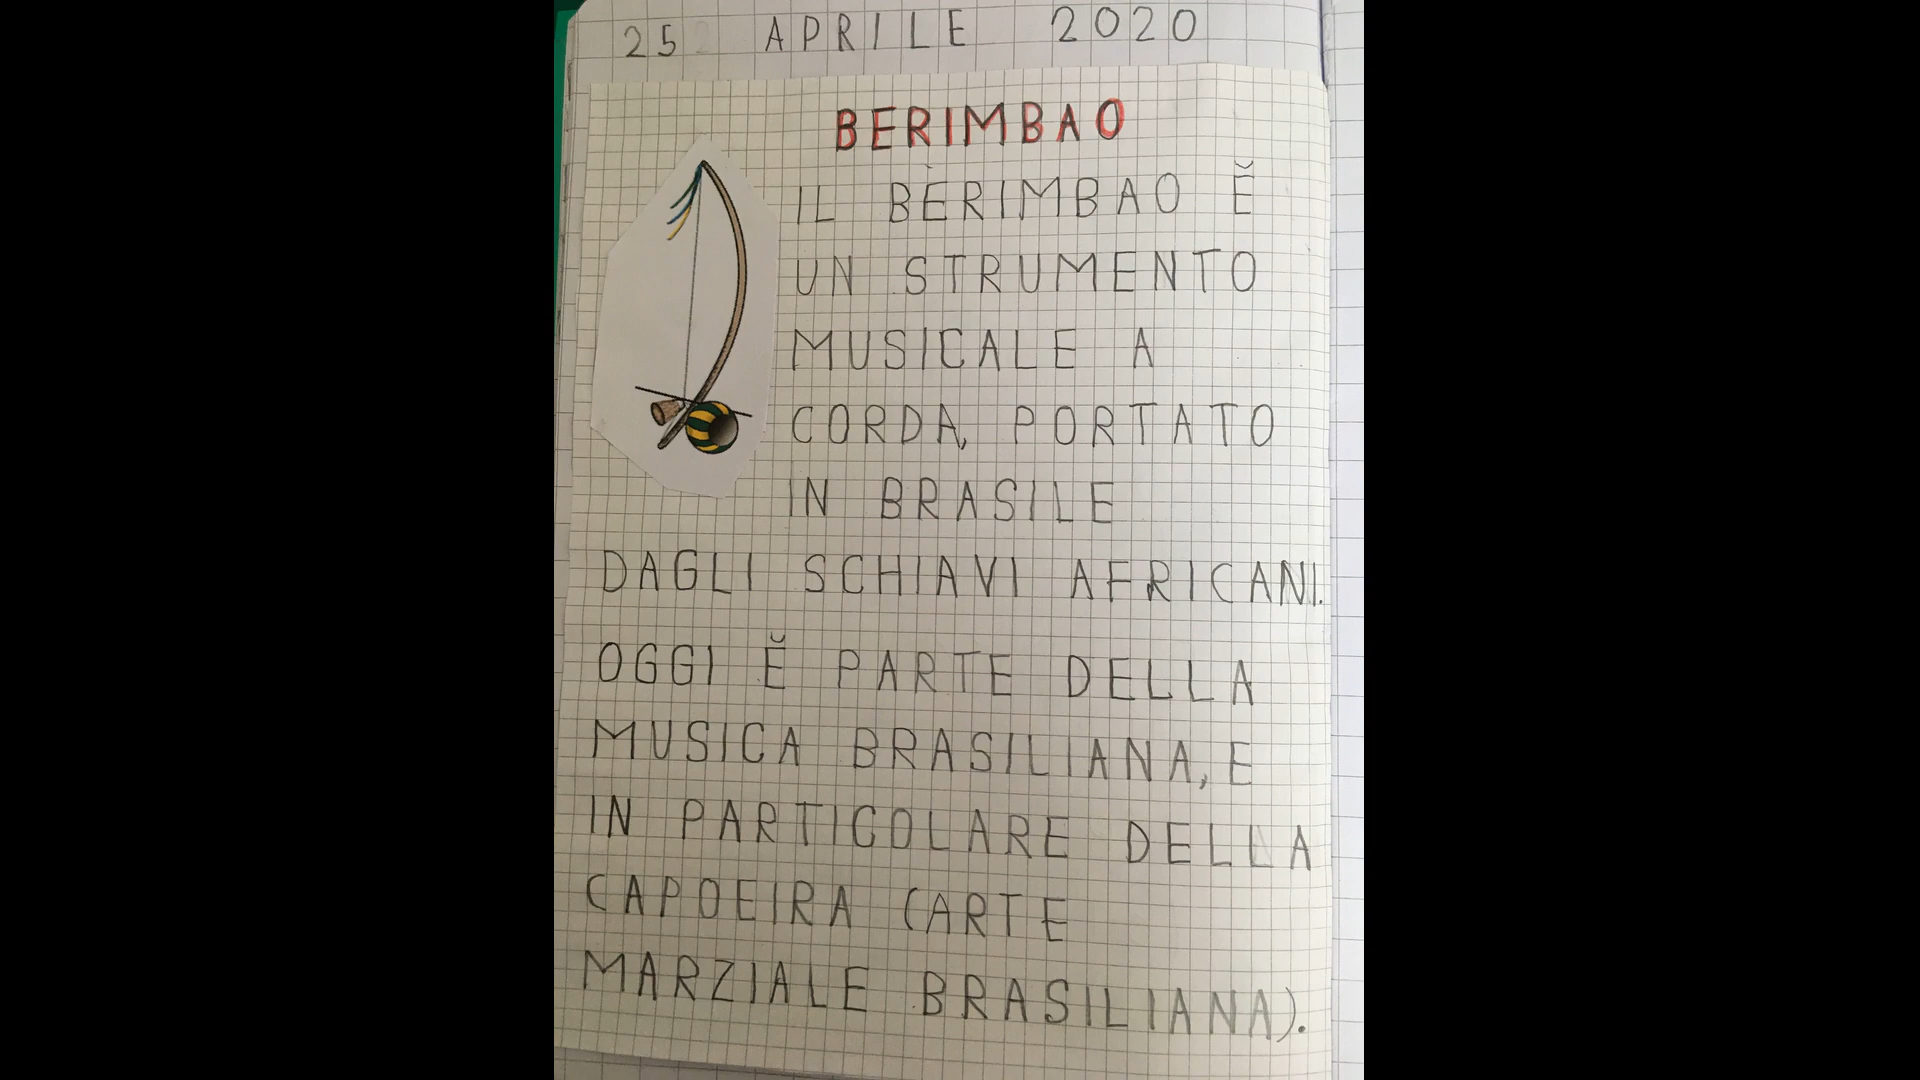 25 APRILE 2020
BERIMBAO
IL BÈRIMBAO Ĕ
UN STRUMENTO
MUSICALE A
CORDA, PORTATO
IN BRASILE
DAGLI SCHIAVI AFRICANI.
OGGI Ĕ PARTE DELLA
MUSICA BRASILIANA, E
IN PARTICOLARE DELLA
CAPOEIRA (ARTE
MARZIALE BRASILIANA).